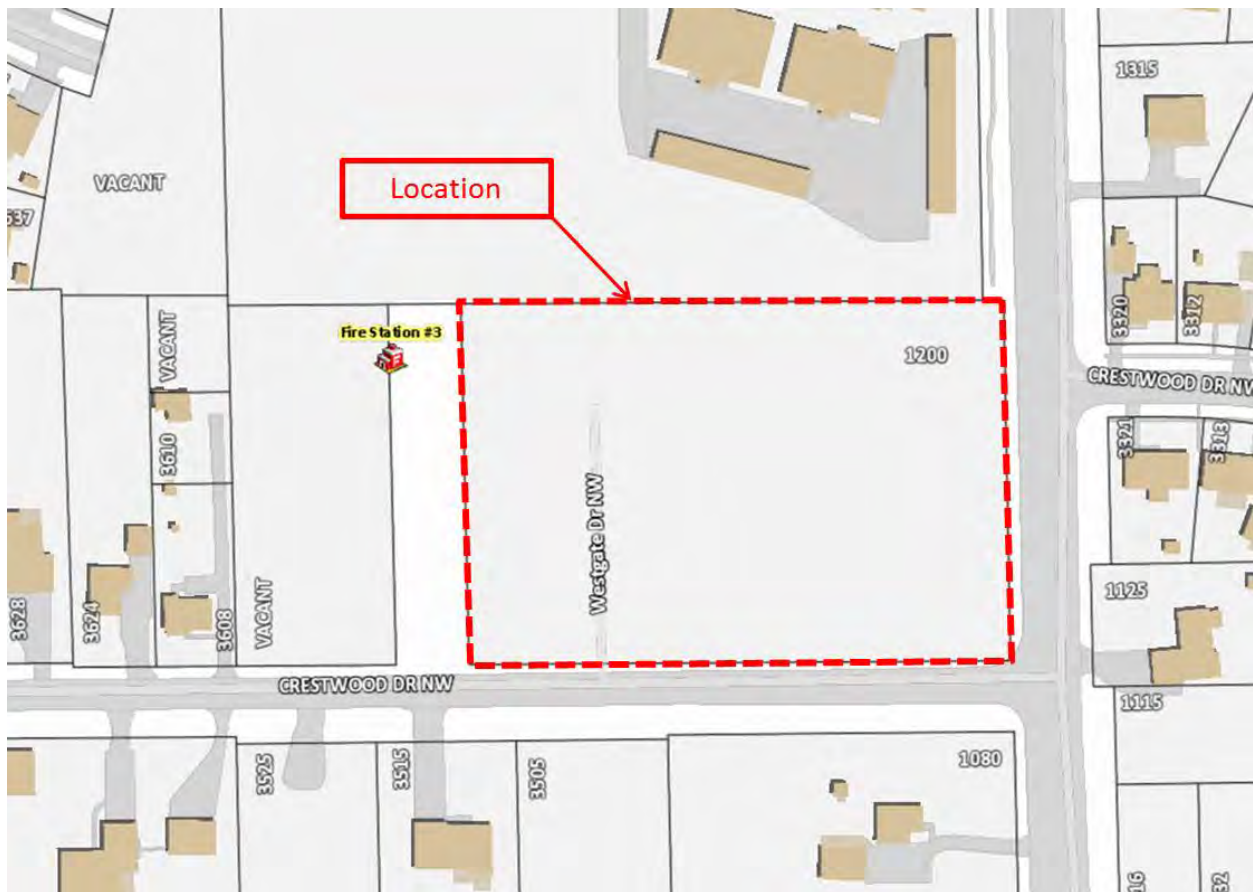 1315
VACANT
Location
637
3320
3312
VACANT
Fire Station #3
1200
CRESTWOOD DR NW
3610
3321
3313
Westgate Dr NW
3628
3624
3608
VACANT
1125
CRESTWOOD DR NW
1115
3525
3515
3505
1080
16
32